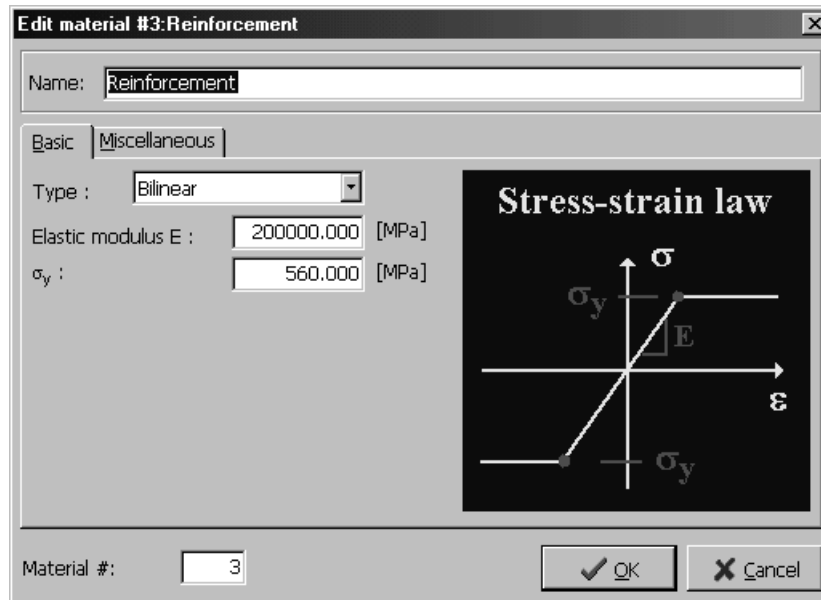 Edit material #3:Reinforcement
Name: Reinforcement
Basic Miscellaneous
Type : Bilinear
Elastic modulus E : 200000.000 [MPa]
σy : 560.000 [MPa]
Stress-strain law
σ
σy
E
ε
σy
Material #: 3
OK Cancel